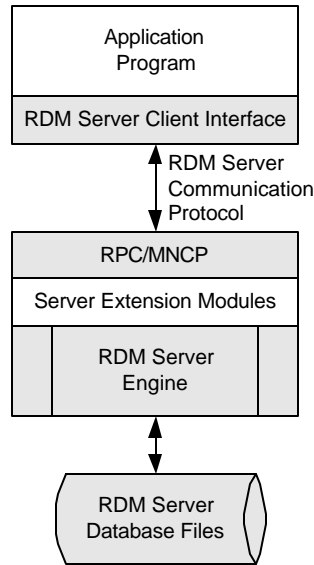 Application
Program
RDM Server Client Interface
RDM Server
Communication
Protocol
RPC/MNCP
Server Extension Modules
RDM Server
Engine
RDM Server
Database Files